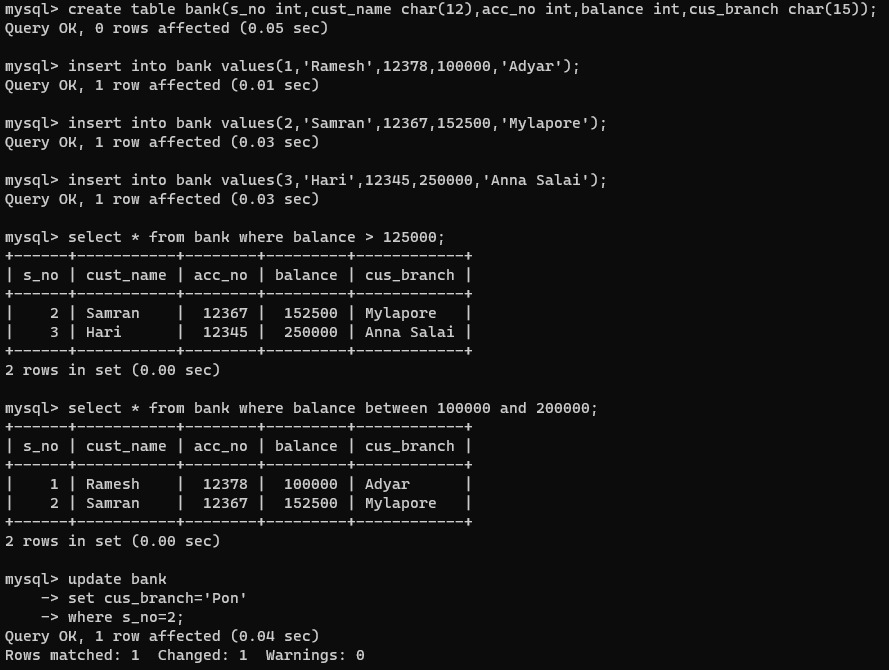 mysql> create table bank(s_no int,cust_name char(12),acc_no int,balance int,cus_branch char(15));
Query OK, 0 rows affected (0.05 sec)

mysql> insert into bank values(1,'Ramesh',12378,100000,'Adyar');
Query OK, 1 row affected (0.01 sec)

mysql> insert into bank values(2,'Samran',12367,152500,'Mylapore');
Query OK, 1 row affected (0.03 sec)

mysql> insert into bank values(3,'Hari',12345,250000,'Anna Salai');
Query OK, 1 row affected (0.03 sec)

mysql> select * from bank where balance > 125000;
+------+-----------+--------+---------+------------+
| s_no | cust_name | acc_no | balance | cus_branch |
+------+-----------+--------+---------+------------+
|    2 | Samran    |  12367 |  152500 | Mylapore   |
|    3 | Hari      |  12345 |  250000 | Anna Salai |
+------+-----------+--------+---------+------------+
2 rows in set (0.00 sec)

mysql> select * from bank where balance between 100000 and 200000;
+------+-----------+--------+---------+------------+
| s_no | cust_name | acc_no | balance | cus_branch |
+------+-----------+--------+---------+------------+
|    1 | Ramesh    |  12378 |  100000 | Adyar      |
|    2 | Samran    |  12367 |  152500 | Mylapore   |
+------+-----------+--------+---------+------------+
2 rows in set (0.00 sec)

mysql> update bank
    -> set cus_branch='Pon'
    -> where s_no=2;
Query OK, 1 row affected (0.04 sec)
Rows matched: 1  Changed: 1  Warnings: 0